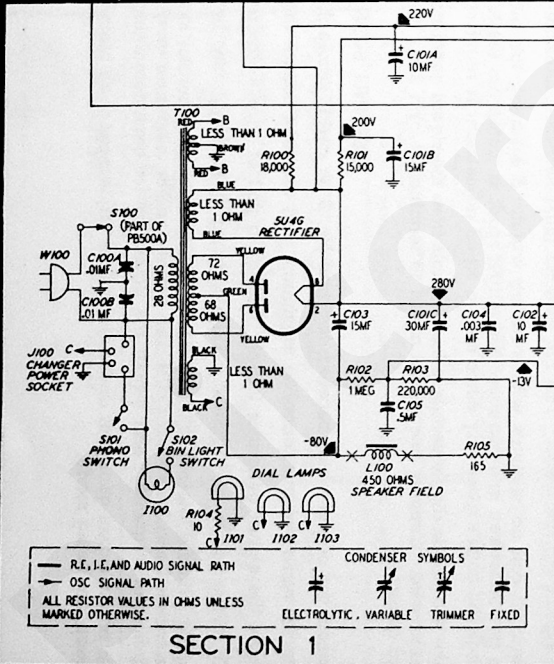 220V
C101A
10MF
T100
RED
B
LESS THAN 1 OHM
BROWN
RED
B
200V
R100
18,000
R101
15,000
C101B
15MF
BLUE
LESS THAN
1 OHM
BLUE
5U4G
RECTIFIER
S100
(PART OF
PB500A)
W100
C100A
.01MF
C100B
.01 MF
28 OHMS
72
OHMS
GREEN
68
OHMS
YELLOW
YELLOW
4
6
8
2
280V
C103
15MF
C101C
30MF
C104
.003
MF
C102
10
MF
J100
CHANGER
POWER
SOCKET
C
BLACK
LESS THAN
1 OHM
BLACK
C
R102
1 MEG
R103
220,000
-13V
C105
.5MF
S101
PHONO
SWITCH
S102
BIN LIGHT
SWITCH
-80V
L100
450 OHMS
SPEAKER FIELD
R105
165
I100
DIAL LAMPS
R104
10
C
I101
C
I102
C
I103
R.F., I.F., AND AUDIO SIGNAL PATH
OSC SIGNAL PATH
ALL RESISTOR VALUES IN OHMS UNLESS
MARKED OTHERWISE.
CONDENSER SYMBOLS
ELECTROLYTIC, VARIABLE TRIMMER FIXED
SECTION 1